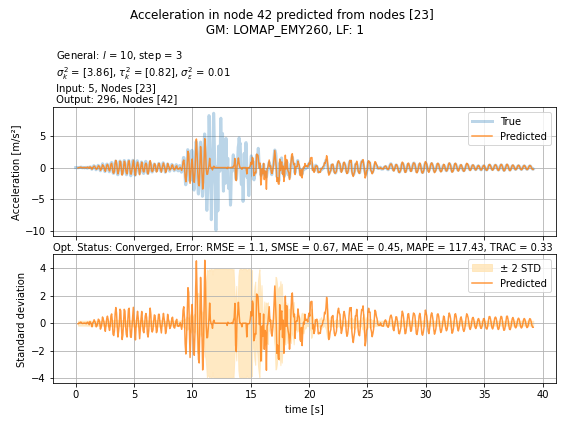 Acceleration in node 42 predicted from nodes [23]
GM: LOMAP_EMY260, LF: 1
General: l = 10, step = 3
σ²ₖ = [3.86], τ²ₖ = [0.82], σ²ε = 0.01
Input: 5, Nodes [23]
Output: 296, Nodes [42]
Acceleration [m/s²]
5
0
−5
−10
True
Predicted
Opt. Status: Converged, Error: RMSE = 1.1, SMSE = 0.67, MAE = 0.45, MAPE = 117.43, TRAC = 0.33
Standard deviation
4
2
0
−2
−4
± 2 STD
Predicted
0 5 10 15 20 25 30 35 40
time [s]